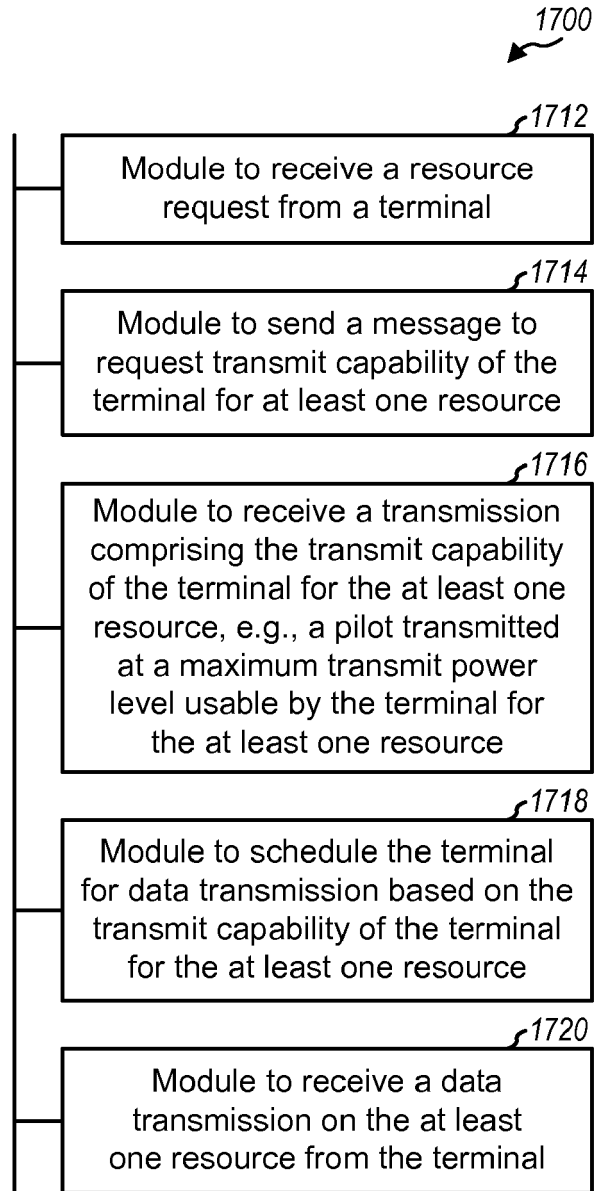 1700
1712
Module to receive a resource
request from a terminal
1714
Module to send a message to
request transmit capability of the
terminal for at least one resource
1716
Module to receive a transmission
comprising the transmit capability
of the terminal for the at least one
resource, e.g., a pilot transmitted
at a maximum transmit power
level usable by the terminal for
the at least one resource
1718
Module to schedule the terminal
for data transmission based on the
transmit capability of the terminal
for the at least one resource
1720
Module to receive a data
transmission on the at least
one resource from the terminal